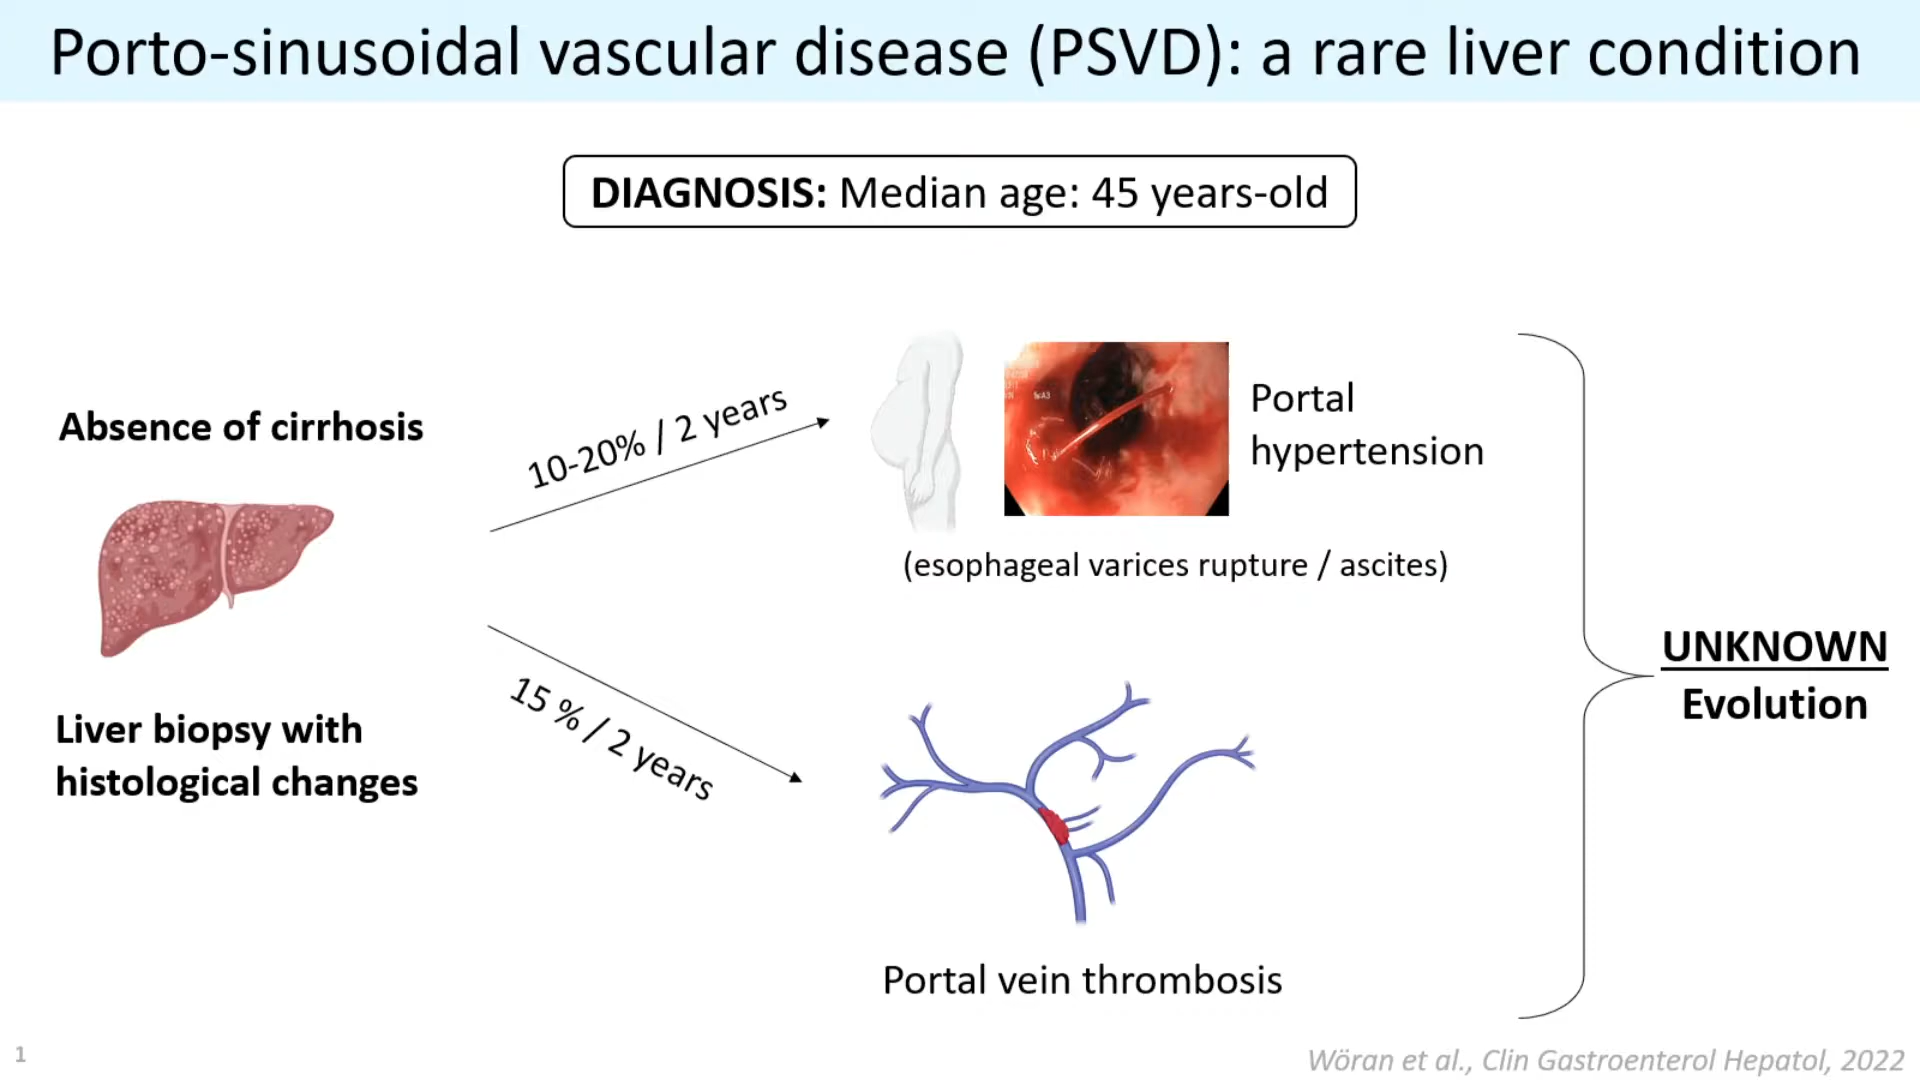 Porto-sinusoidal vascular disease (PSVD): a rare liver condition
DIAGNOSIS: Median age: 45 years-old
Absence of cirrhosis
Liver biopsy with
histological changes
10-20% / 2 years
15 % / 2 years
Portal
hypertension
(esophageal varices rupture / ascites)
Portal vein thrombosis
UNKNOWN
Evolution
1
Wöran et al., Clin Gastroenterol Hepatol, 2022